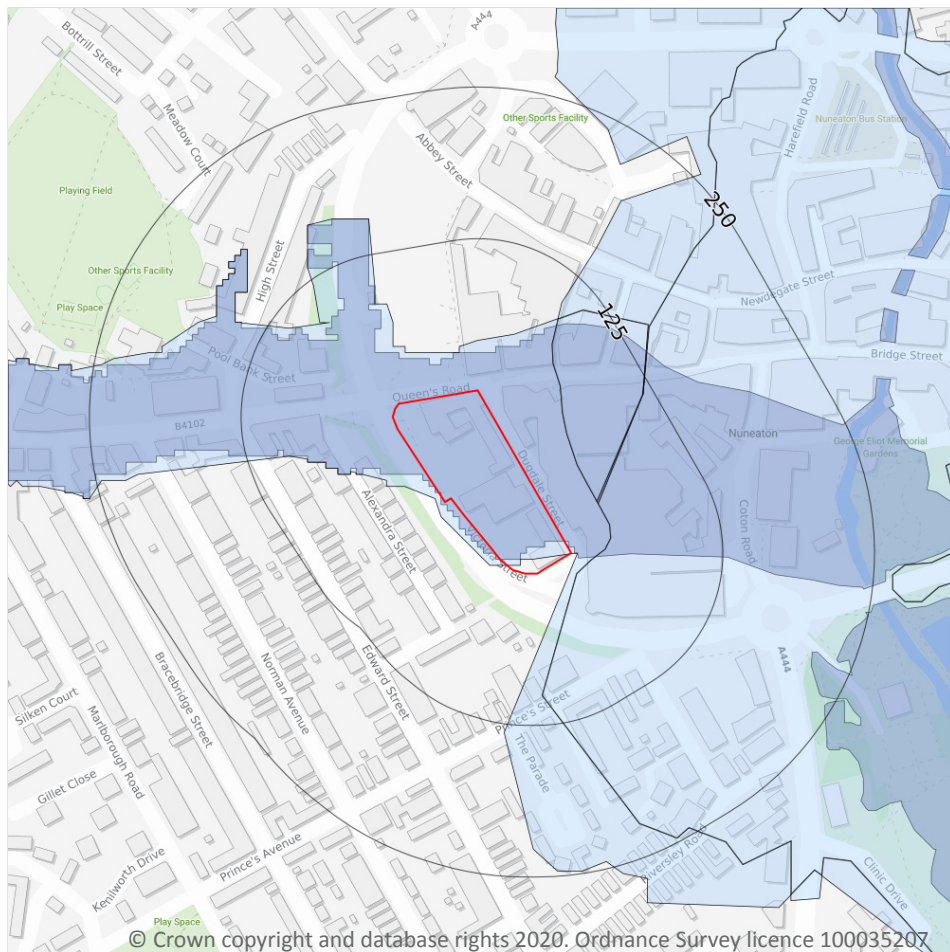 A444
Bottrill Street
Harefield Road
Meadow Court
Other Sports Facility
Nuneaton Bus Station
Abbey Street
Playing Field
250
High Street
Other Sports Facility
Newdegate Street
Play Space
125
Pool Bank Street
Bridge Street
Queen's Road
B4102
Nuneaton
George Eliot Memorial
Gardens
Dugdale Street
Alexandra Street
Coton Road
Street
Edward Street
A444
Norman Avenue
Bracebridge Street
Silken Court
Prince's Street
Marlborough Road
The Parade
Gillet Close
Prince's Avenue
Riversley Road
Kenilworth Drive
Clinic Drive
Play Space
© Crown copyright and database rights 2020. Ordnance Survey licence 100035207.